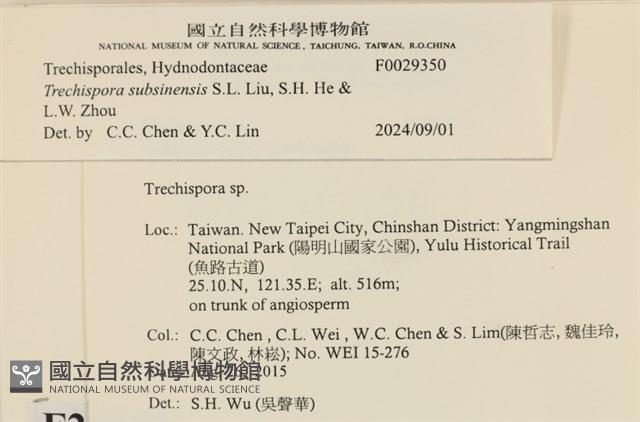 國立自然科學博物館
NATIONAL MUSEUM OF NATURAL SCIENCE, TAICHUNG, TAIWAN, R.O.CHINA
Trechisporales, Hydnodontaceae F0029350
Trechispora subsinensis S.L. Liu, S.H. He &
L.W. Zhou
Det. by C.C. Chen & Y.C. Lin 2024/09/01
Trechispora sp.
Loc.: Taiwan. New Taipei City, Chinshan District: Yangmingshan
National Park (陽明山國家公園), Yulu Historical Trail
(魚路古道)
25.10.N, 121.35.E; alt. 516m;
on trunk of angiosperm
Col.: C.C. Chen , C.L. Wei , W.C. Chen & S. Lim(陳哲志, 魏佳玲,
陳文政, 林崧); No. WEI 15-276
2015
國立自然科學博物館
NATIONAL MUSEUM OF NATURAL SCIENCE
Det.: S.H. Wu (吳聲華)